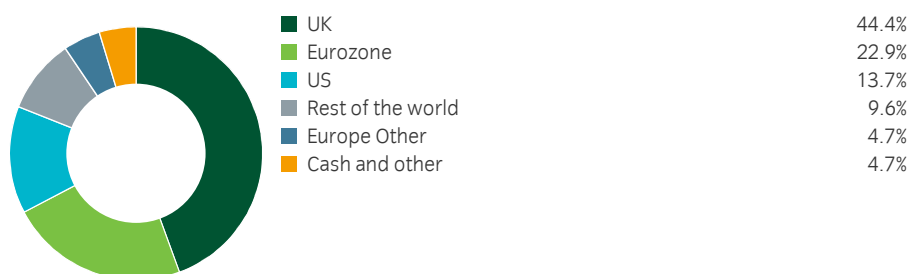 UK 44.4%
Eurozone 22.9%
US 13.7%
Rest of the world 9.6%
Europe Other 4.7%
Cash and other 4.7%